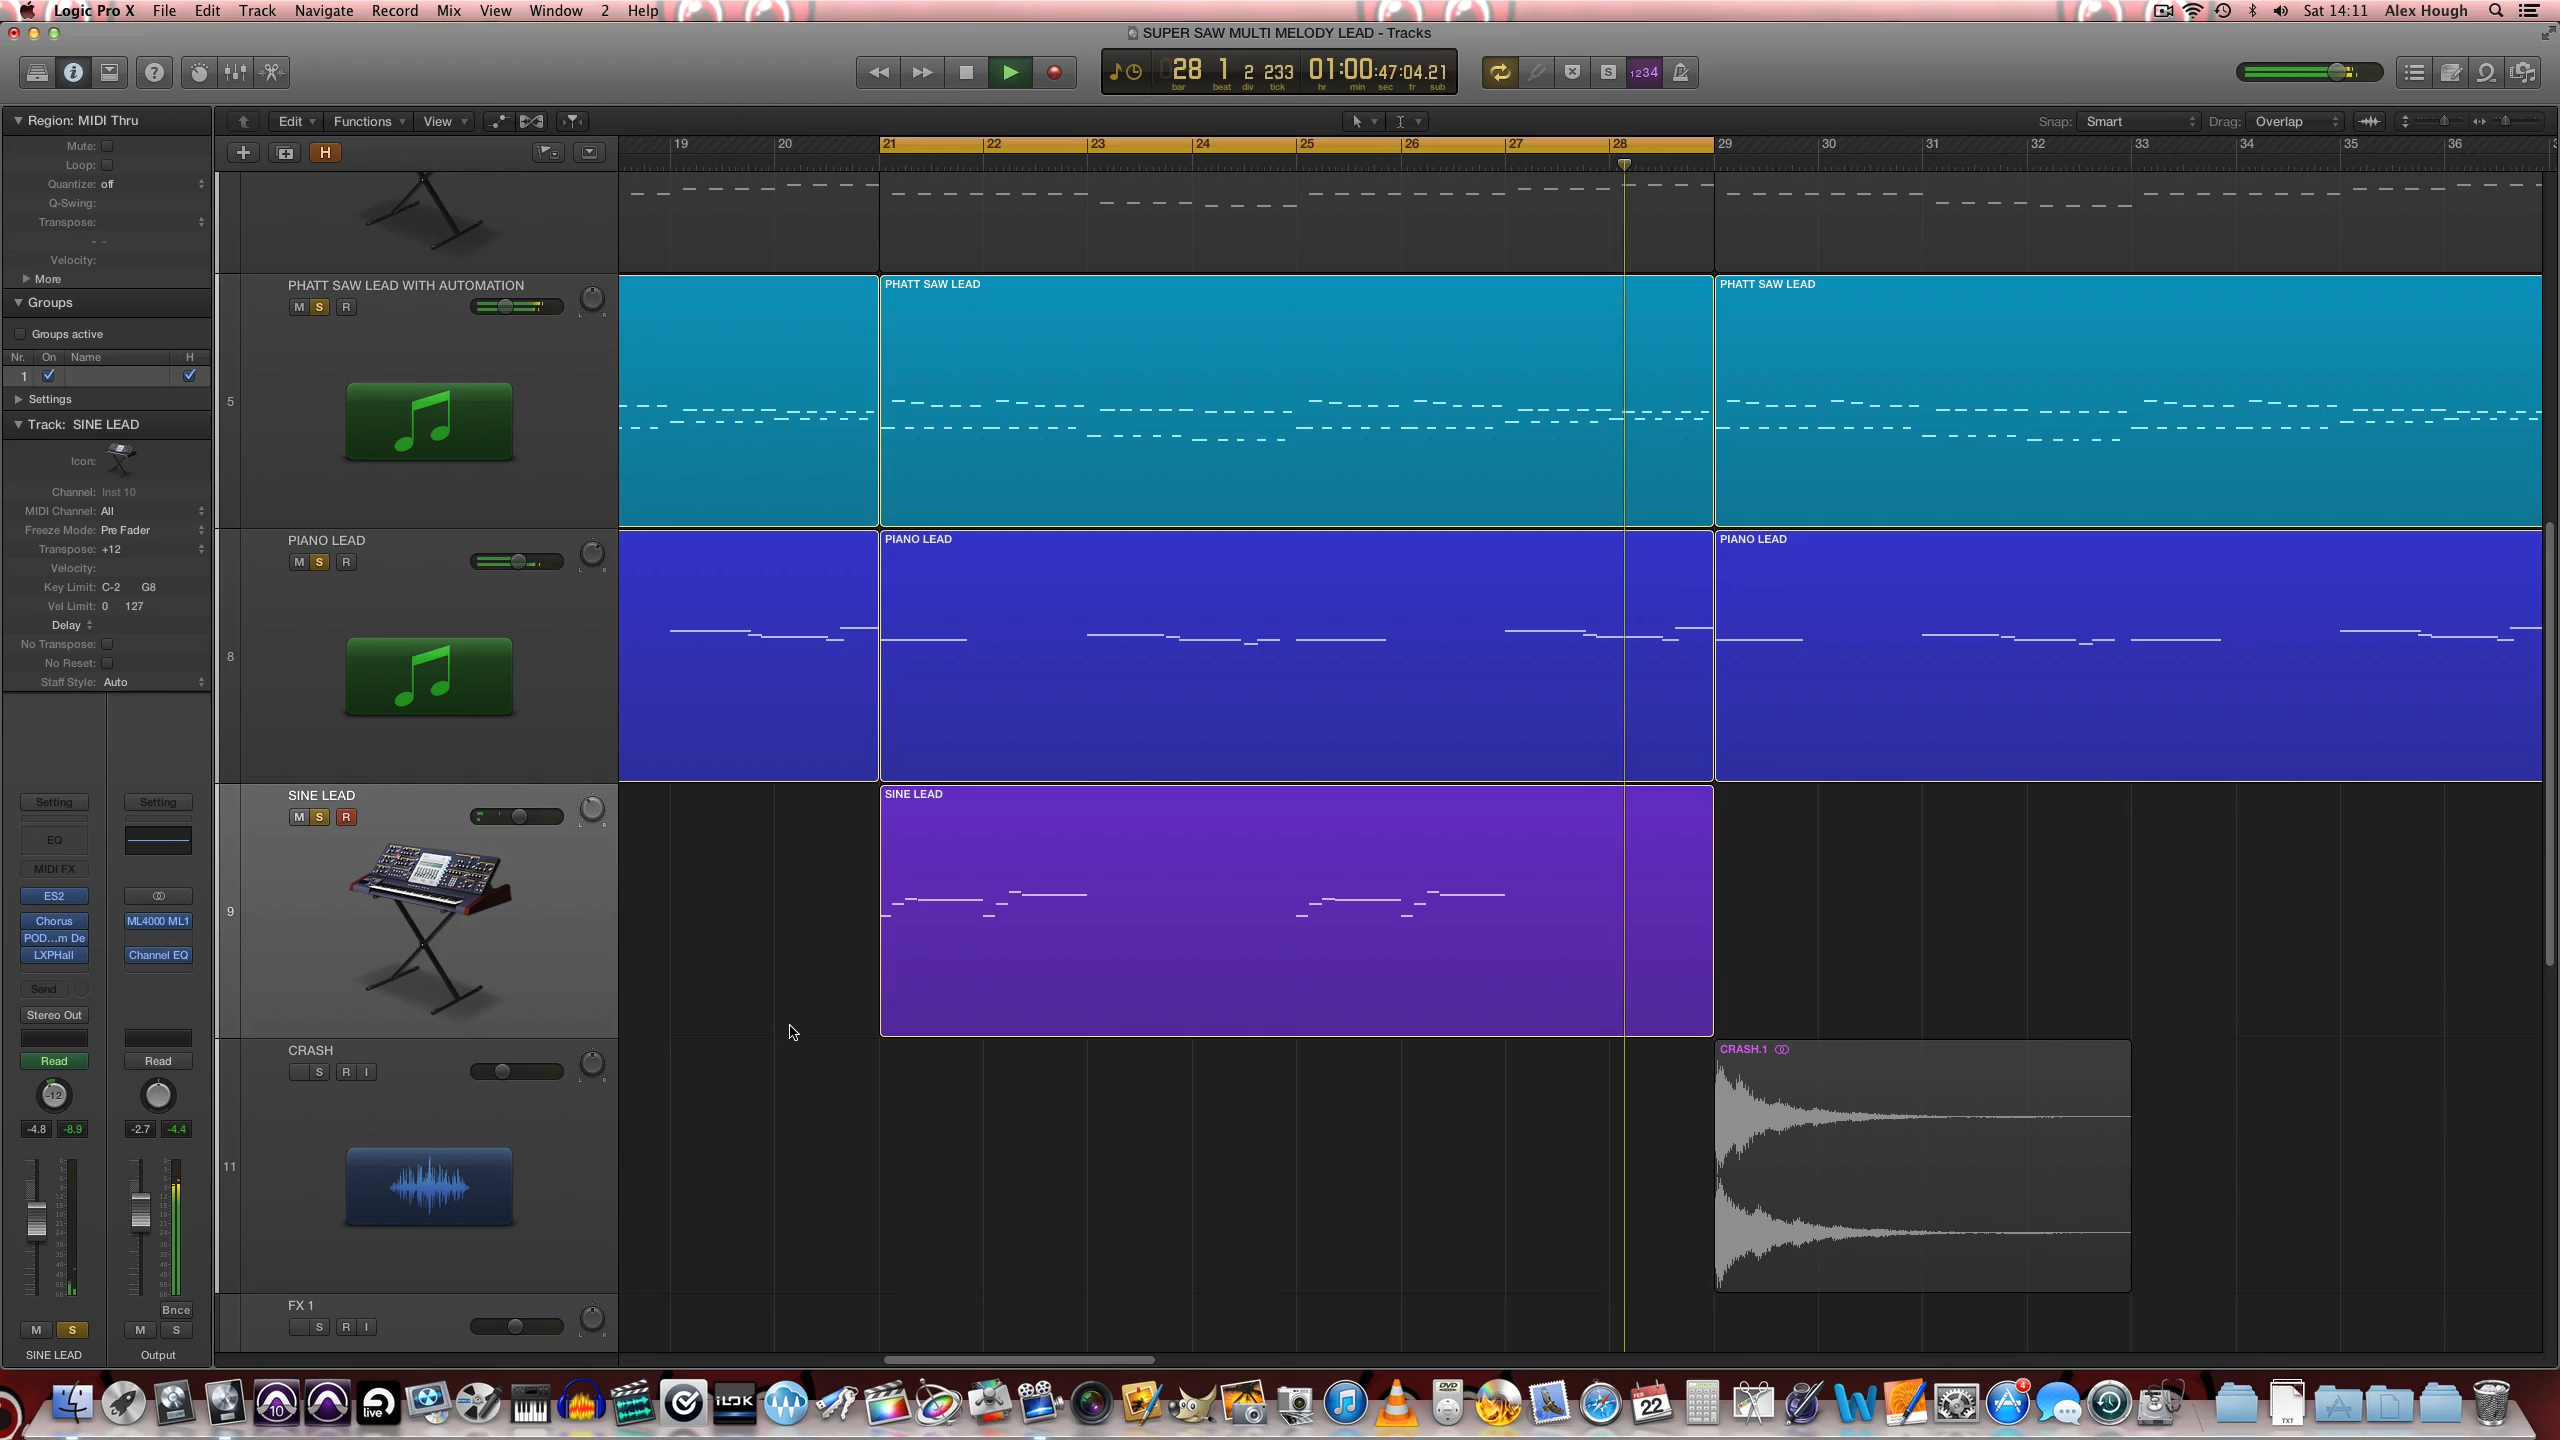 Logic Pro X File Edit Track Navigate Record Mix View Window 2 Help Sat 14:11 Alex Hough
SUPER SAW MULTI MELODY LEAD - Tracks
28 1 2 233 01:00:47:04.21
bar beat div tick hr min sec fr sub
S 1234
Region: MIDI Thru Edit Functions View Snap: Smart Drag: Overlap
H 19 20 21 22 23 24 25 26 27 28 29 30 31 32 33 34 35 36
Mute:
Loop:
Quantize: off
Q-Swing:
Transpose:
- -
Velocity:
More
Groups
Groups active
Nr. On Name H
1
Settings
Track: SINE LEAD
Icon:
Channel: Inst 10
MIDI Channel: All
Freeze Mode: Pre Fader
Transpose: +12
Velocity:
Key Limit: C-2 G8
Vel Limit: 0 127
Delay
No Transpose:
No Reset:
Staff Style: Auto
Setting Setting
EQ
MIDI FX
ES2
Chorus ML4000 ML1
POD...m De
LXPHall Channel EQ
Send
Stereo Out
Read Read
-12
-4.8 -8.9 -2.7 -4.4
Bnce
M S M S
SINE LEAD Output
PHATT SAW LEAD WITH AUTOMATION
M S R
5
PHATT SAW LEAD PHATT SAW LEAD
PIANO LEAD
M S R
8
PIANO LEAD PIANO LEAD
SINE LEAD
M S R
9
SINE LEAD
CRASH
S R I
11
CRASH.1
FX 1
S R I
10 live iLOK DVD FEB 22 W 4 TXT